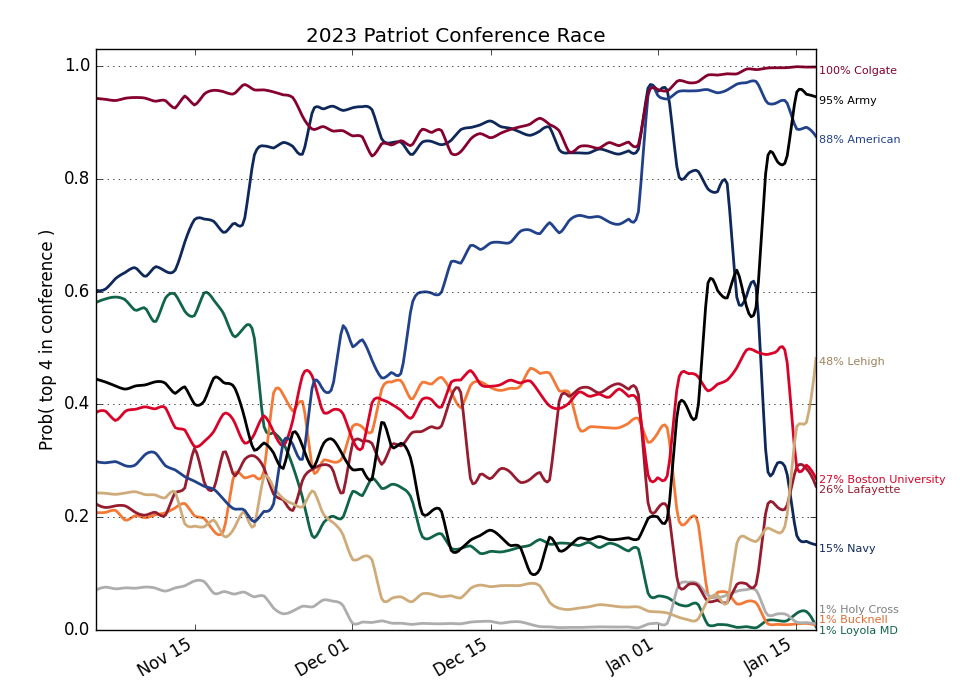 2023 Patriot Conference Race
Prob( top 4 in conference )
1.0
0.8
0.6
0.4
0.2
0.0
Nov 15
Dec 01
Dec 15
Jan 01
Jan 15
100% Colgate
95% Army
88% American
48% Lehigh
27% Boston University
26% Lafayette
15% Navy
1% Holy Cross
1% Bucknell
1% Loyola MD